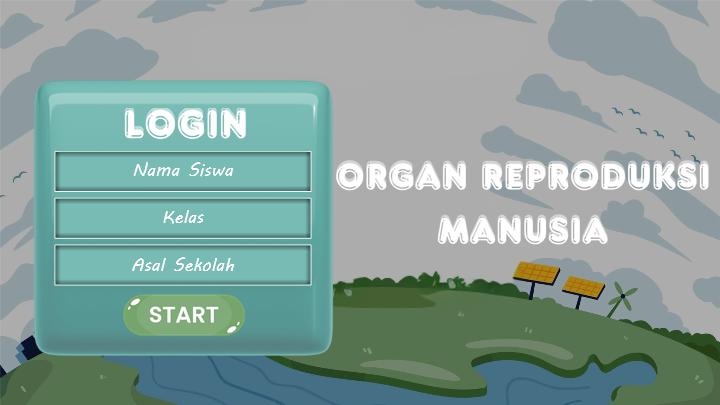 LOGIN
Nama Siswa
Kelas
Asal Sekolah
START
ORGAN REPRODUKSI
MANUSIA